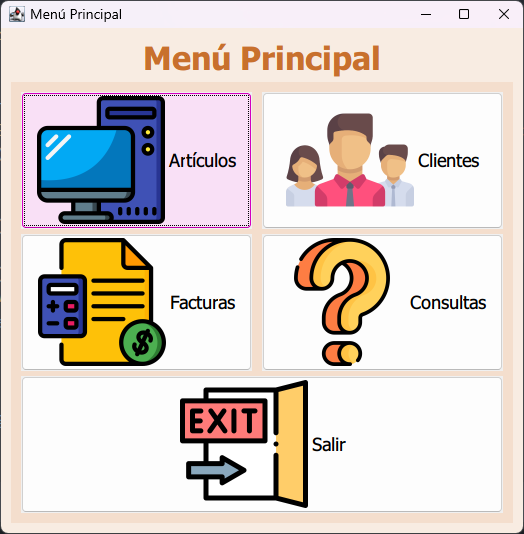 Menú Principal
Menú Principal
Artículos
Clientes
Facturas
$
Consultas
?
EXIT
Salir